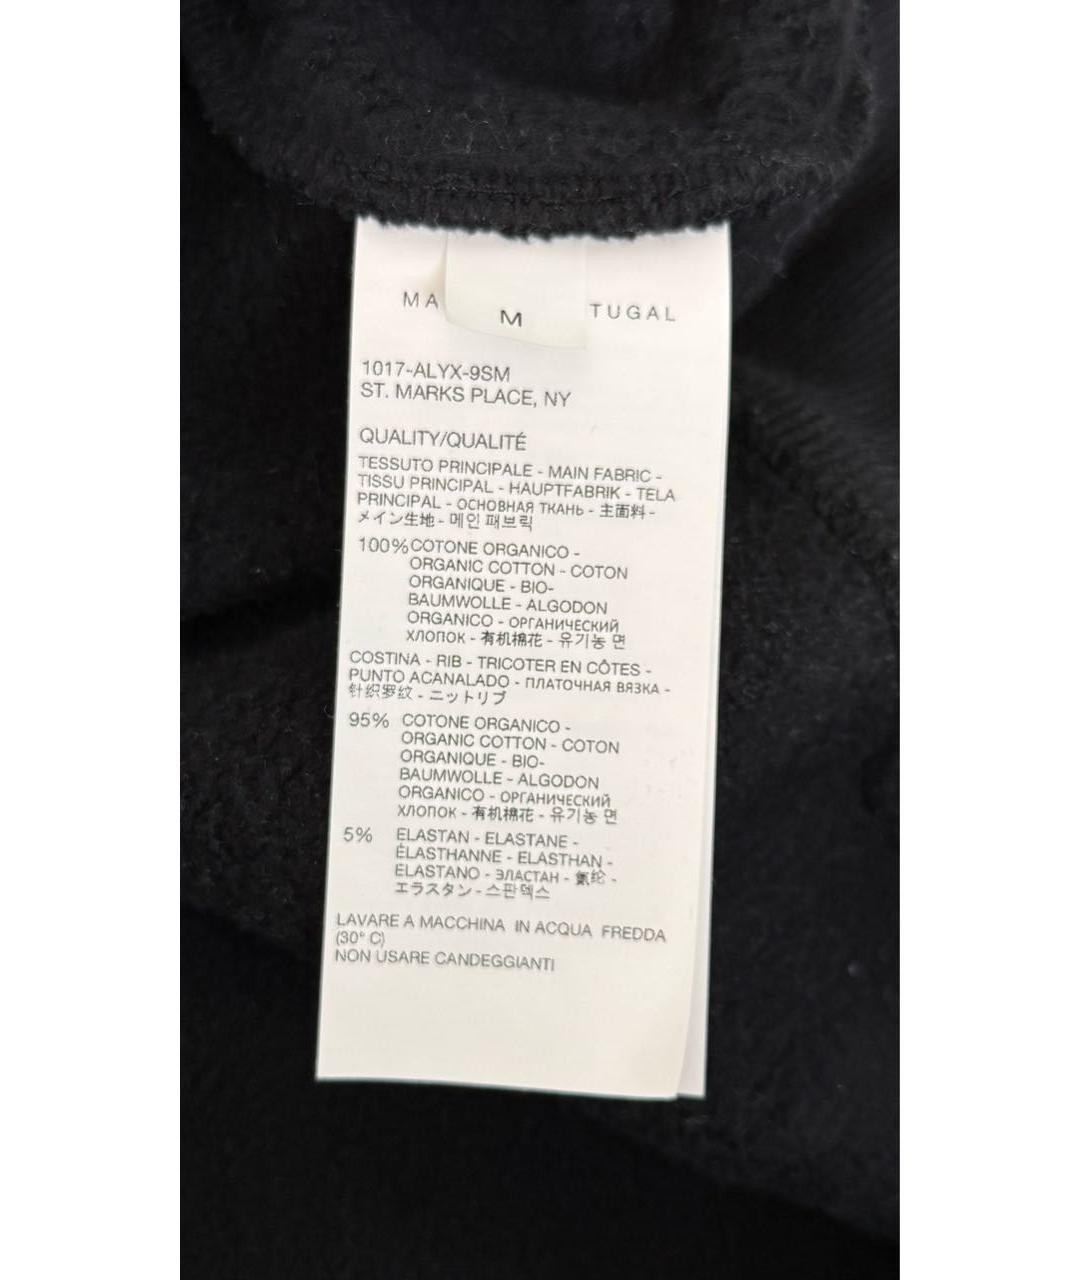 MA M TUGAL
1017-ALYX-9SM
ST. MARKS PLACE, NY
QUALITY/QUALITÉ
TESSUTO PRINCIPALE - MAIN FABRIC -
TISSU PRINCIPAL - HAUPTFABRIK - TELA
PRINCIPAL - ОСНОВНАЯ ТКАНЬ - 主面料 -
メイン生地 - 메인 패브릭
100% COTONE ORGANICO -
ORGANIC COTTON - COTON
ORGANIQUE - BIO-
BAUMWOLLE - ALGODON
ORGANICO - ОРГАНИЧЕСКИЙ
ХЛОПОК - 有机棉花 - 유기농 면
COSTINA - RIB - TRICOTER EN CÔTES -
PUNTO ACANALADO - ПЛАТОЧНАЯ ВЯЗКА -
针织罗纹 - ニットリブ
95% COTONE ORGANICO -
ORGANIC COTTON - COTON
ORGANIQUE - BIO-
BAUMWOLLE - ALGODON
ORGANICO - ОРГАНИЧЕСКИЙ
ХЛОПОК - 有机棉花 - 유기농 면
5% ELASTAN - ELASTANE -
ÉLASTHANNE - ELASTHAN -
ELASTANO - ЭЛАСТАН - 氨纶 -
エラスタン - 스판덱스
LAVARE A MACCHINA IN ACQUA FREDDA
(30° C)
NON USARE CANDEGGIANTI